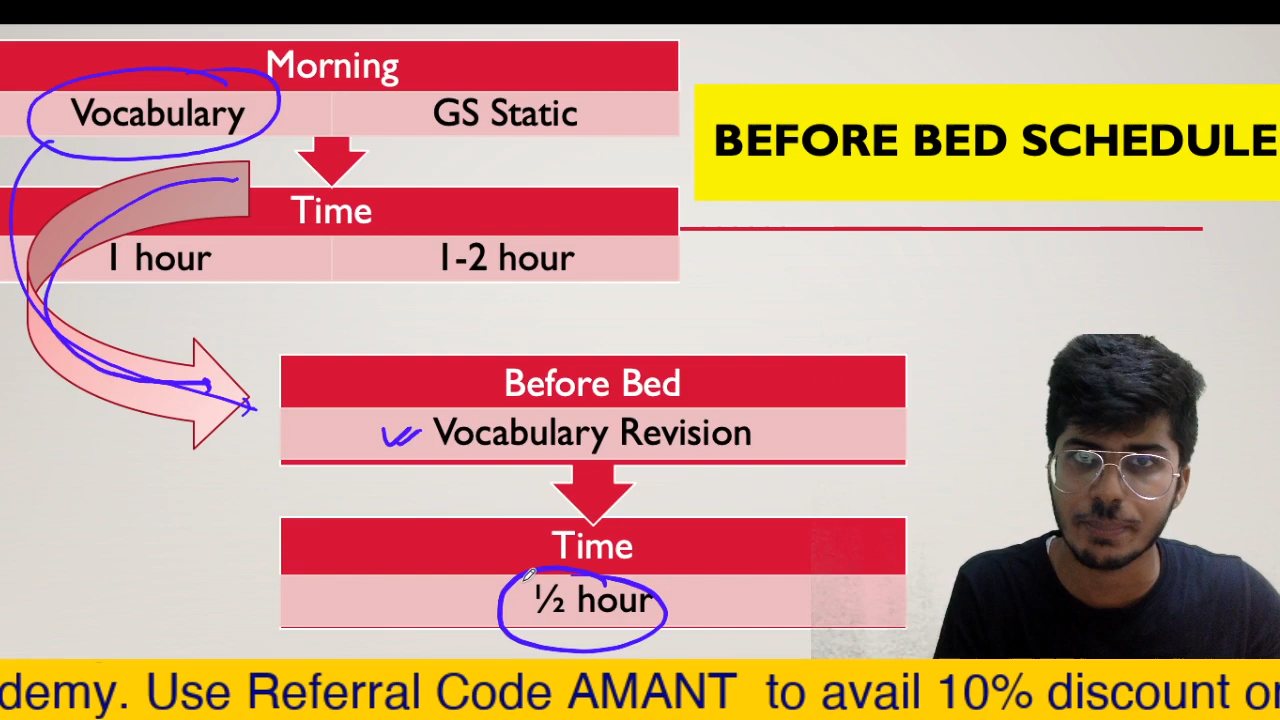 Morning
Vocabulary GS Static
BEFORE BED SCHEDULE
Time
1 hour 1-2 hour
Before Bed
Vocabulary Revision
Time
½ hour
demy. Use Referral Code AMANT to avail 10% discount or